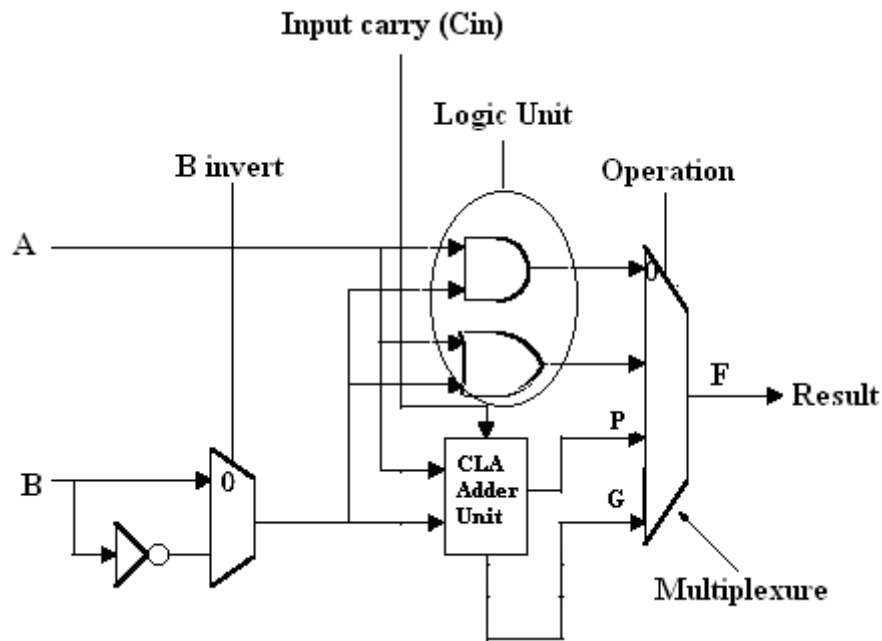 Input carry (Cin)
Logic Unit
B invert
Operation
A
0
F
Result
P
CLA
Adder
Unit
B
0
G
Multiplexure